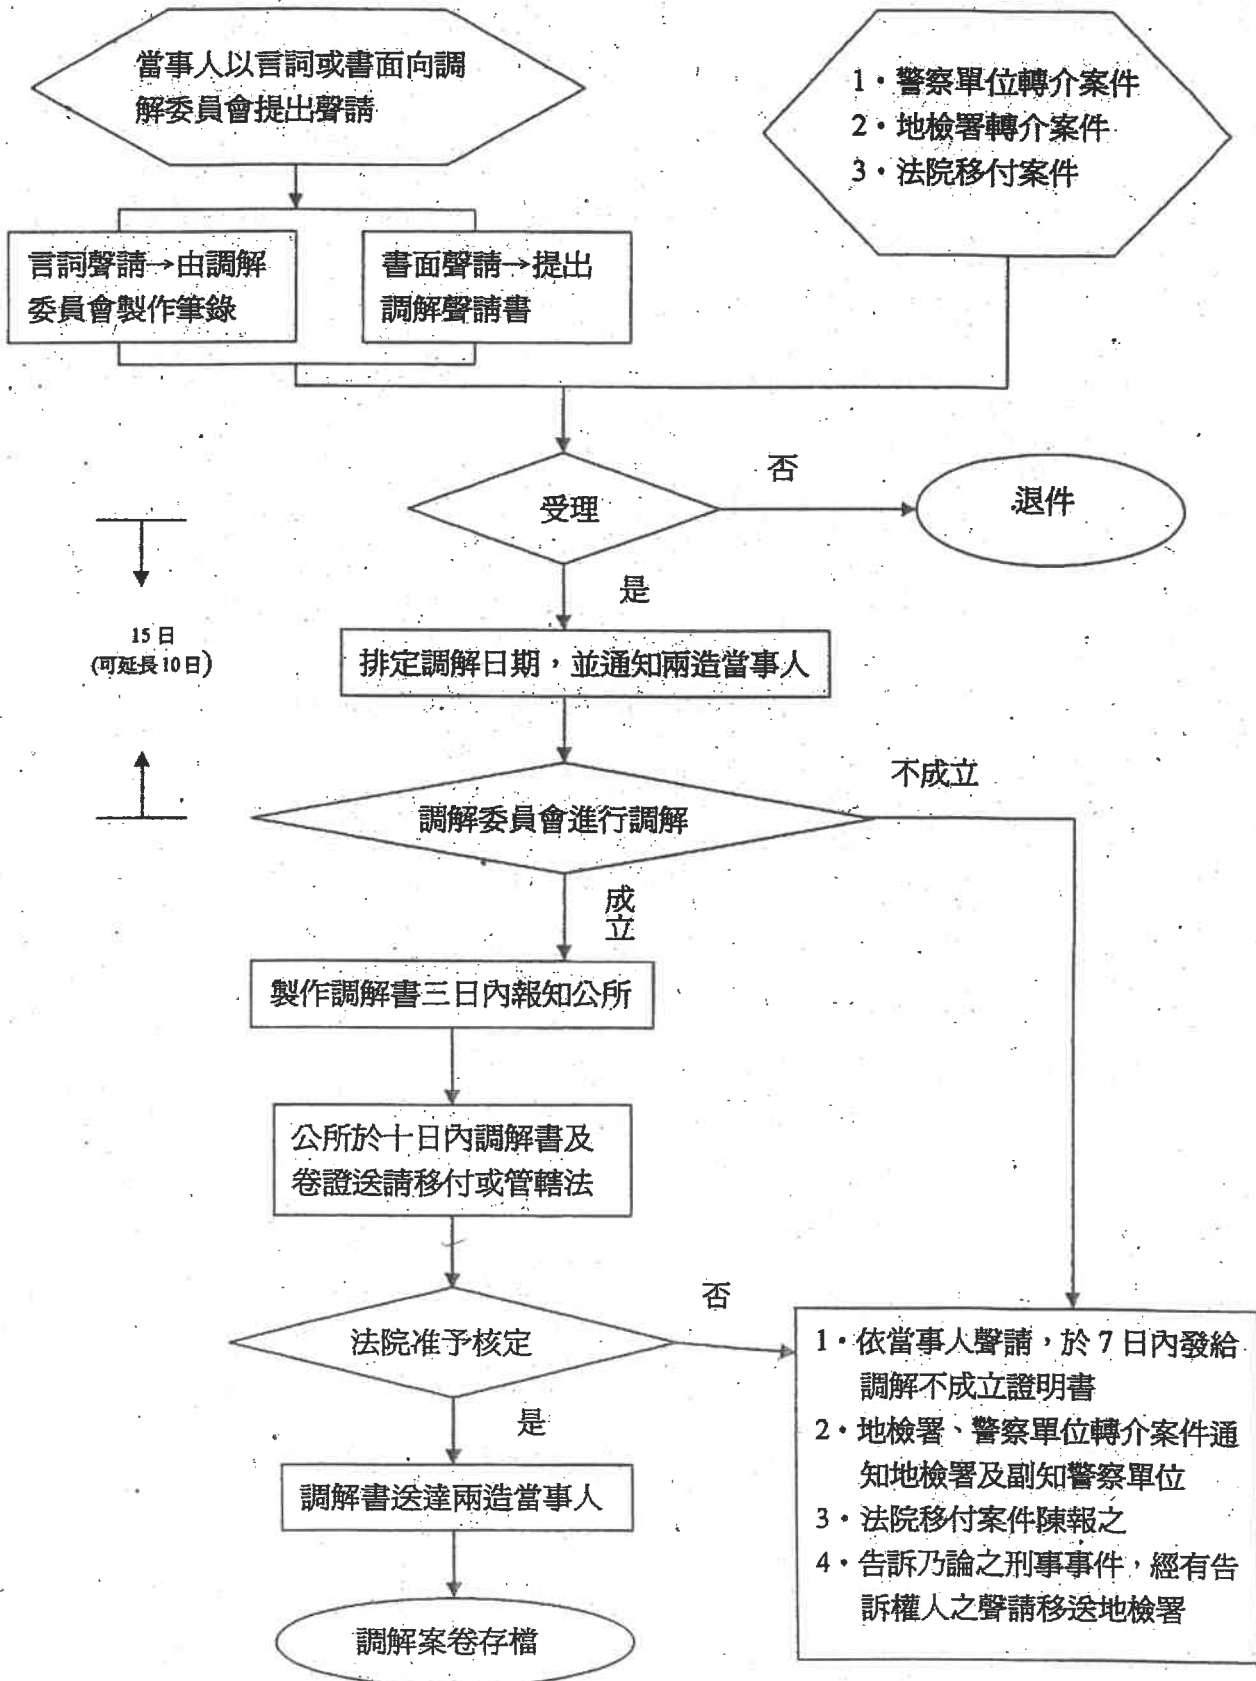 當事人以言詞或書面向調
解委員會提出聲請
1．警察單位轉介案件
2．地檢署轉介案件
3．法院移付案件
言詞聲請→由調解
委員會製作筆錄
書面聲請→提出
調解聲請書
受理
否
退件
是
15日
(可延長10日)
排定調解日期，並通知兩造當事人
調解委員會進行調解
不成立
成
立
製作調解書三日內報知公所
公所於十日內調解書及
卷證送請移付或管轄法
法院准予核定
否
是
1．依當事人聲請，於7日內發給
調解不成立證明書
2．地檢署、警察單位轉介案件通
知地檢署及副知警察單位
3．法院移付案件陳報之
4．告訴乃論之刑事事件，經有告
訴權人之聲請移送地檢署
調解書送達兩造當事人
調解案卷存檔